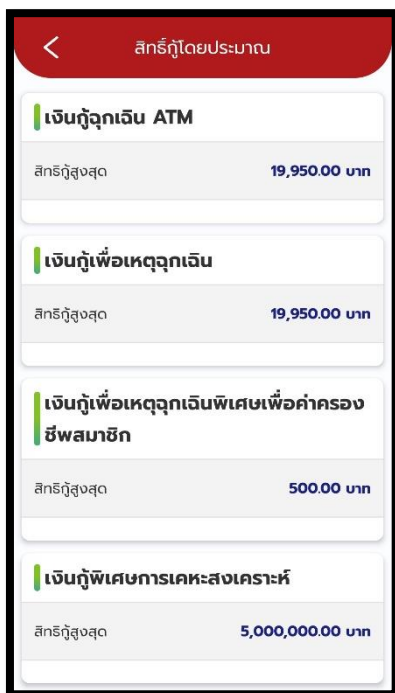 สิทธิ์กู้โดยประมาณ
เงินกู้ฉุกเฉิน ATM
สิทธิกู้สูงสุด 19,950.00 บาท
เงินกู้เพื่อเหตุฉุกเฉิน
สิทธิกู้สูงสุด 19,950.00 บาท
เงินกู้เพื่อเหตุฉุกเฉินพิเศษเพื่อค่าครอง
ชีพสมาชิก
สิทธิกู้สูงสุด 500.00 บาท
เงินกู้พิเศษการเคหะสงเคราะห์
สิทธิกู้สูงสุด 5,000,000.00 บาท